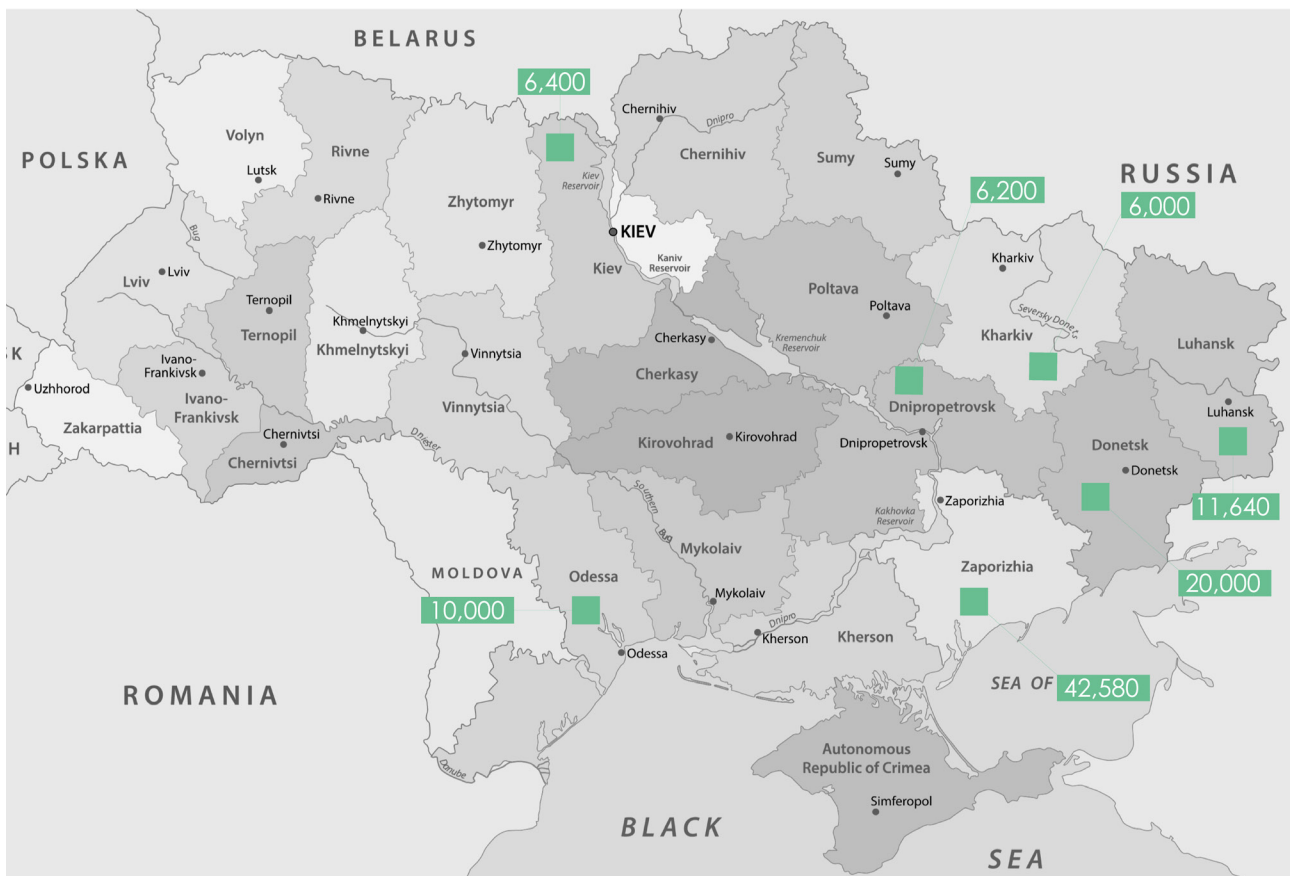 BELARUS
6,400
Chernihiv
Dnipro
Volyn
Rivne
Chernihiv
Sumy
Sumy
POLSKA
Lutsk
Kiev
Reservoir
RUSSIA
6,200
6,000
Rivne
Zhytomyr
Bug
KIEV
Zhytomyr
Kaniv
Reservoir
Kharkiv
Lviv
Lviv
Kiev
Poltava
Ternopil
Poltava
Seversky Done
Khmelnytskyi
Ternopil
Khmelnytskyi
Cherkasy
Kremenchuk
Reservoir
Kharkiv
Luhansk
K
Vinnytsia
Ivano-
Frankivsk
Cherkasy
Uzhhorod
Ivano-
Frankivsk
Vinnytsia
Dnipropetrovsk
Luhansk
Zakarpattia
Chernivtsi
Dniester
Kirovohrad
Kirovohrad
Dnipropetrovsk
Donetsk
H
Chernivtsi
Donetsk
Southern
Bug
Zaporizhia
11,640
Kakhovka
Reservoir
Mykolaiv
MOLDOVA
Odessa
Zaporizhia
20,000
10,000
Mykolaiv
Dnipro
Kherson
Kherson
Odessa
ROMANIA
SEA OF
42,580
Danube
Autonomous
Republic of Crimea
Simferopol
BLACK
SEA